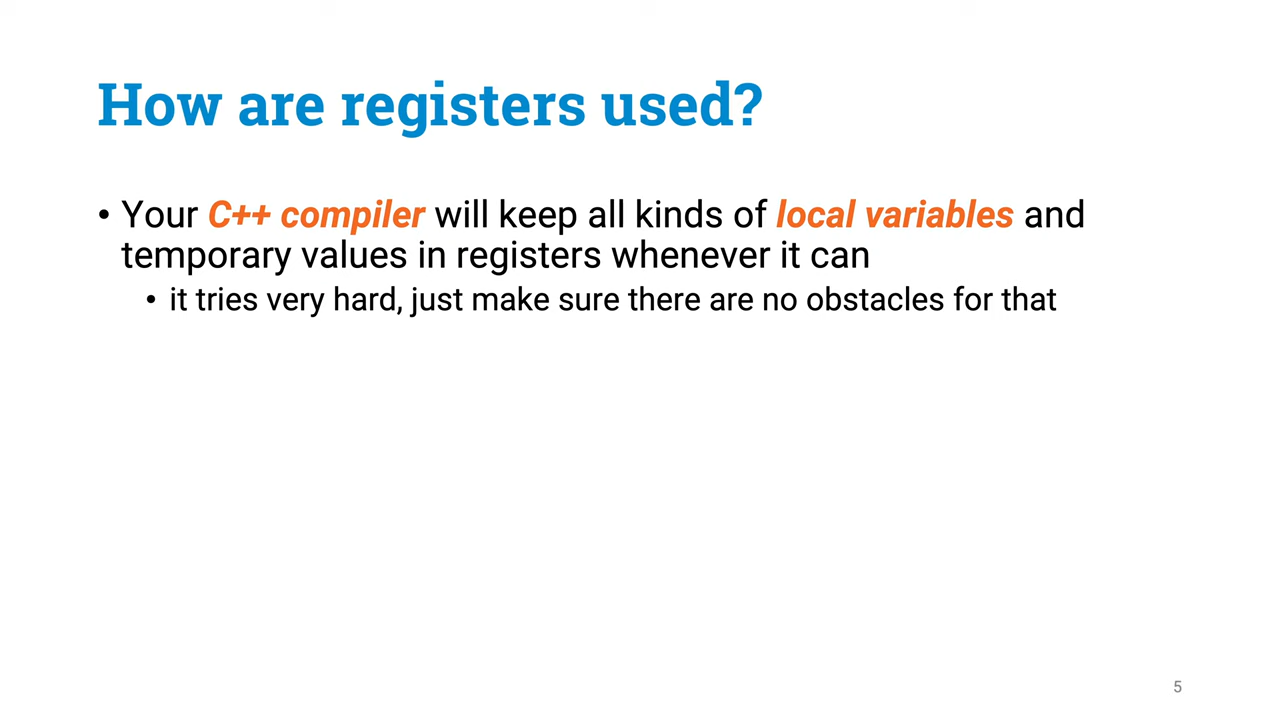 How are registers used?
• Your C++ compiler will keep all kinds of local variables and
temporary values in registers whenever it can
• it tries very hard, just make sure there are no obstacles for that
5